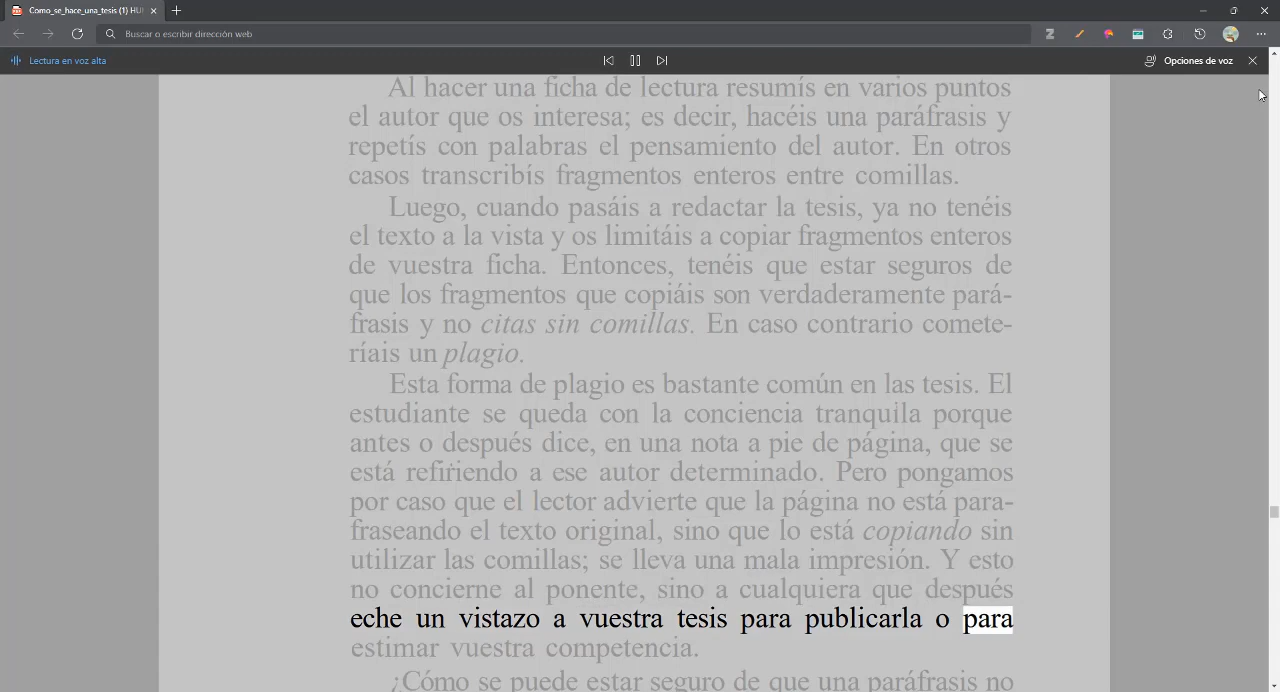 Como_se_hace_una_tesis (1) HU
Buscar o escribir dirección web
Lectura en voz alta
Opciones de voz
Al hacer una ficha de lectura resumís en varios puntos
el autor que os interesa; es decir, hacéis una paráfrasis y
repetís con palabras el pensamiento del autor. En otros
casos transcribís fragmentos enteros entre comillas.
Luego, cuando pasáis a redactar la tesis, ya no tenéis
el texto a la vista y os limitáis a copiar fragmentos enteros
de vuestra ficha. Entonces, tenéis que estar seguros de
que los fragmentos que copiáis son verdaderamente pará-
frasis y no citas sin comillas. En caso contrario comete-
ríais un plagio.
Esta forma de plagio es bastante común en las tesis. El
estudiante se queda con la conciencia tranquila porque
antes o después dice, en una nota a pie de página, que se
está refiriendo a ese autor determinado. Pero pongamos
por caso que el lector advierte que la página no está para-
fraseando el texto original, sino que lo está copiando sin
utilizar las comillas; se lleva una mala impresión. Y esto
no concierne al ponente, sino a cualquiera que después
eche un vistazo a vuestra tesis para publicarla o para
estimar vuestra competencia.
¿Cómo se puede estar seguro de que una paráfrasis no